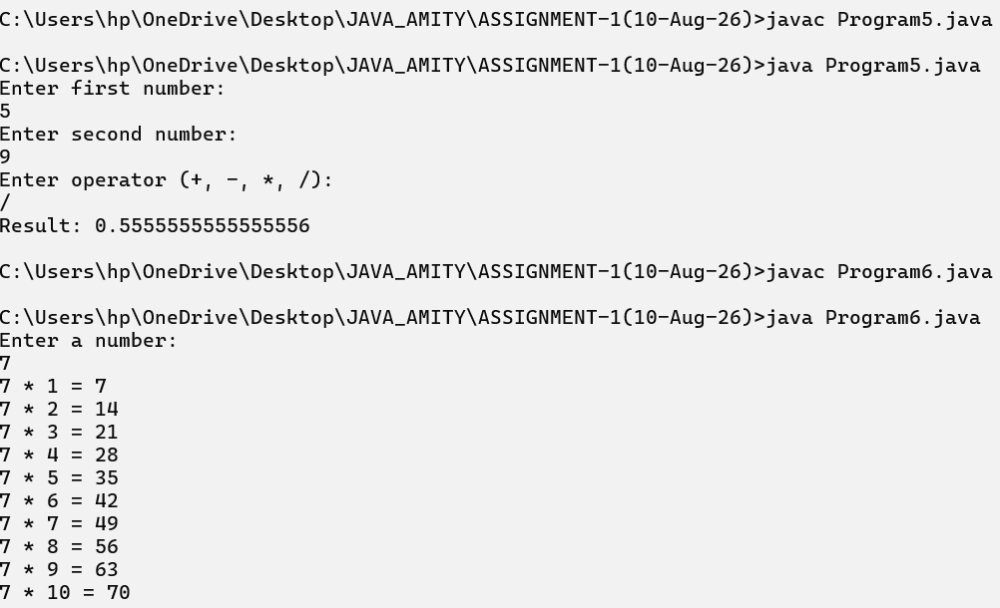 C:\Users\hp\OneDrive\Desktop\JAVA_AMITY\ASSIGNMENT-1(10-Aug-26)>javac Program5.java
C:\Users\hp\OneDrive\Desktop\JAVA_AMITY\ASSIGNMENT-1(10-Aug-26)>java Program5.java
Enter first number:
5
Enter second number:
9
Enter operator (+, -, *, /):
/
Result: 0.5555555555555556
C:\Users\hp\OneDrive\Desktop\JAVA_AMITY\ASSIGNMENT-1(10-Aug-26)>javac Program6.java
C:\Users\hp\OneDrive\Desktop\JAVA_AMITY\ASSIGNMENT-1(10-Aug-26)>java Program6.java
Enter a number:
7
7 * 1 = 7
7 * 2 = 14
7 * 3 = 21
7 * 4 = 28
7 * 5 = 35
7 * 6 = 42
7 * 7 = 49
7 * 8 = 56
7 * 9 = 63
7 * 10 = 70